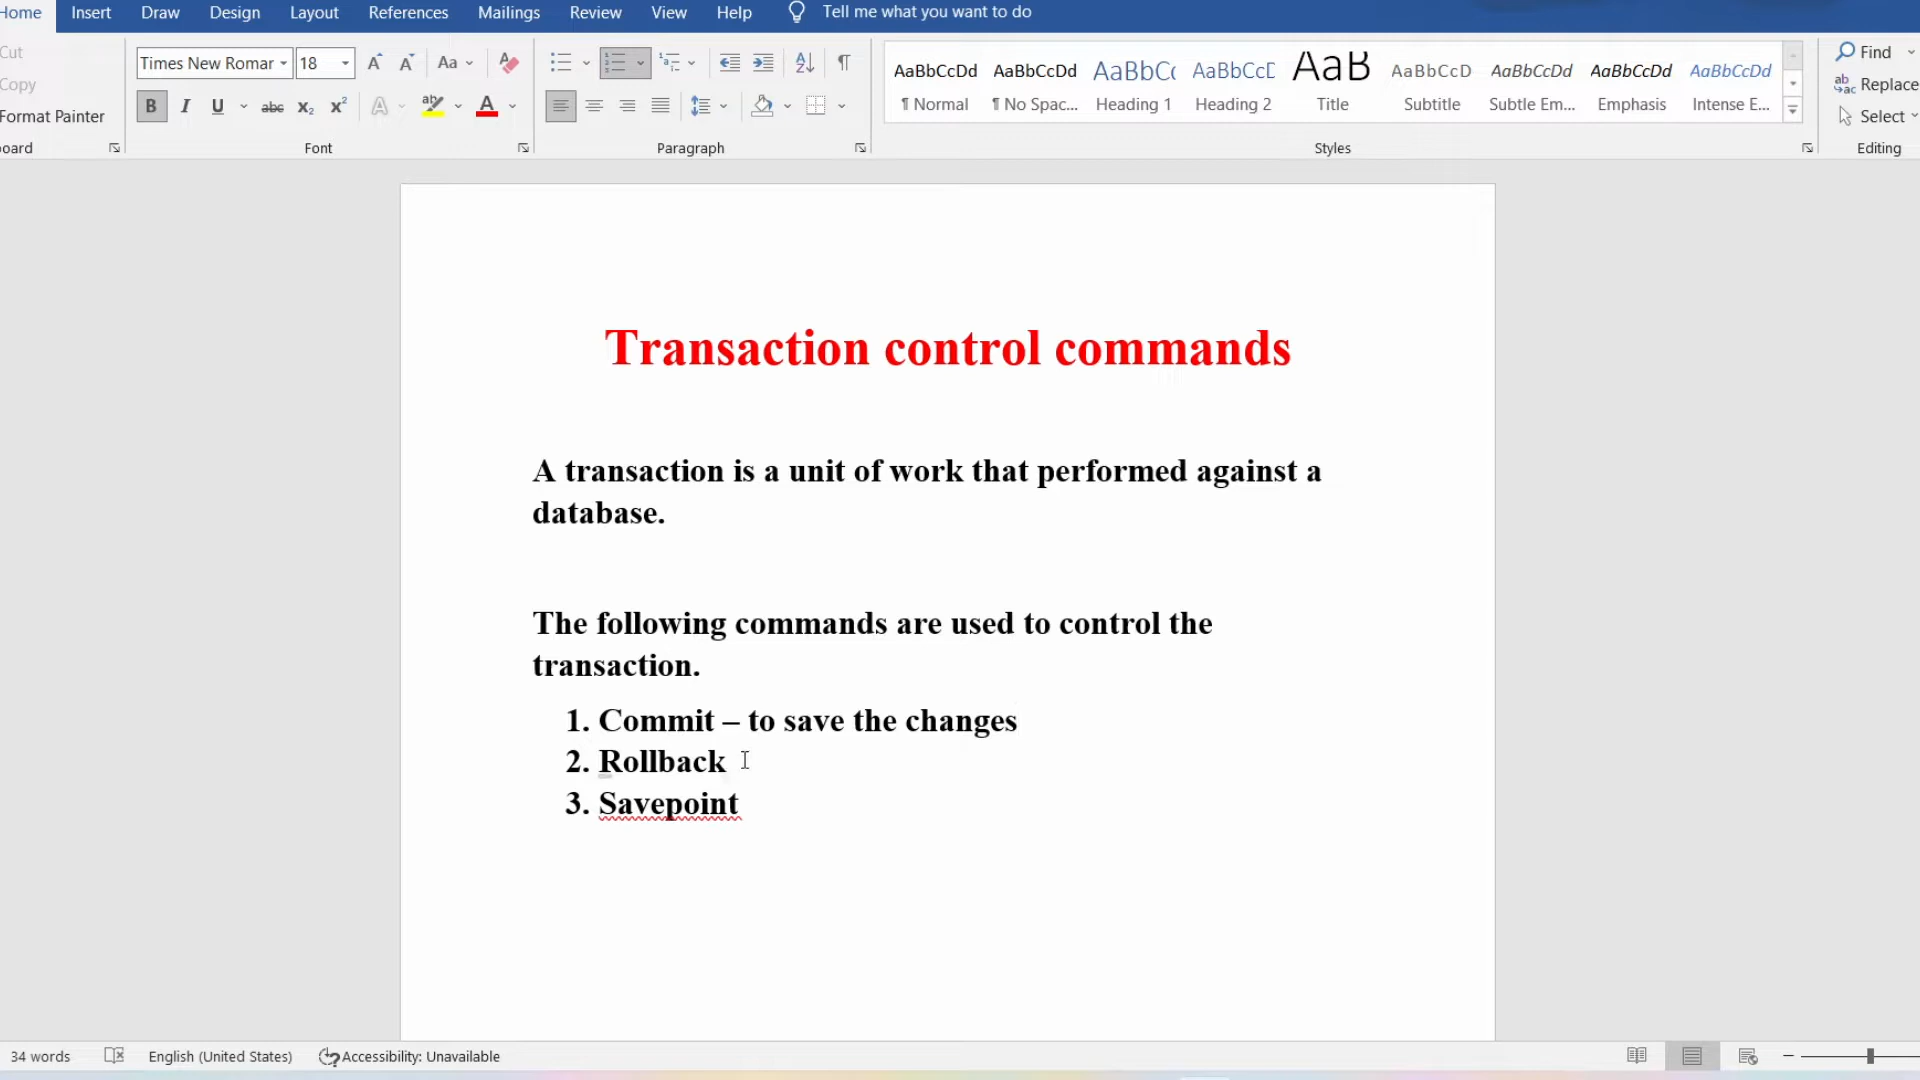 Home Insert Draw Design Layout References Mailings Review View Help Tell me what you want to do
Cut
Copy
Format Painter
Times New Romar 18
Aa
B I U abc x₂ x² A A
¶
AaBbCcDd AaBbCcDd AaBbCc AaBbCcD AaB AaBbCcD AaBbCcDd AaBbCcDd AaBbCcDd
¶ Normal ¶ No Spac... Heading 1 Heading 2 Title Subtitle Subtle Em... Emphasis Intense E...
Find
Replace
Select
oard Font Paragraph Styles Editing
Transaction control commands
A transaction is a unit of work that performed against a
database.
The following commands are used to control the
transaction.
1. Commit – to save the changes
2. Rollback
3. Savepoint
34 words English (United States) Accessibility: Unavailable